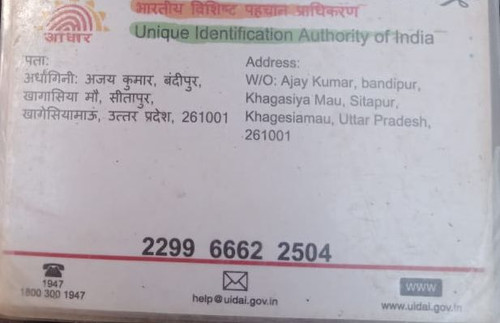 भारतीय विशिष्ट पहचान प्राधिकरण
Unique Identification Authority of India
आधार
पता:
अर्धांगिनी: अजय कुमार, बंदीपुर,
खागासिया मौ, सीतापुर,
खागेसियामाऊ, उत्तर प्रदेश, 261001
Address:
W/O: Ajay Kumar, bandipur,
Khagasiya Mau, Sitapur,
Khagesiamau, Uttar Pradesh,
261001
2299 6662 2504
1947
1800 300 1947
help@uidai.gov.in
www
www.uidai.gov.in